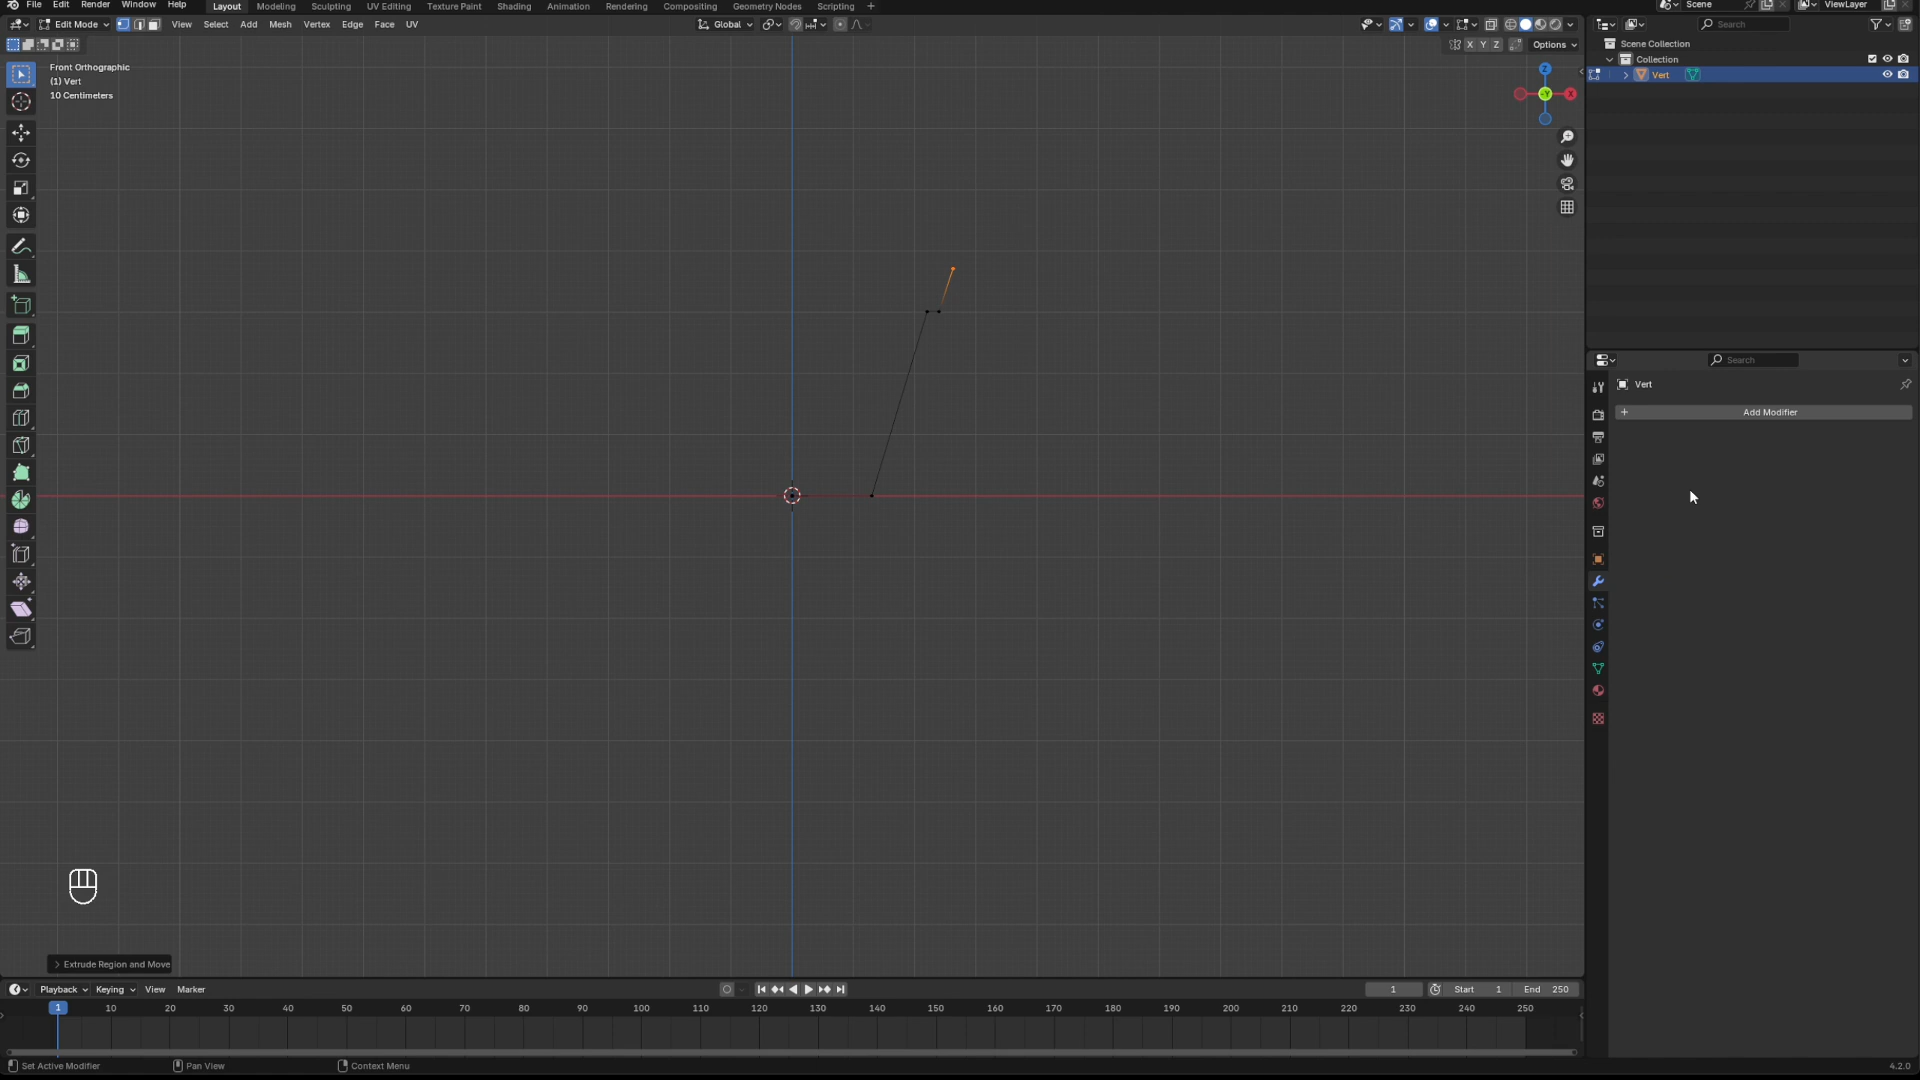 File Edit Render Window Help Layout Modeling Sculpting UV Editing Texture Paint Shading Animation Rendering Compositing Geometry Nodes Scripting + Scene ViewLayer
Edit Mode View Select Add Mesh Vertex Edge Face UV Global Search
X Y Z Options
Scene Collection
Collection
Vert
Front Orthographic
(1) Vert
10 Centimeters
Z
-Y
X
Search
Vert
+ Add Modifier
Extrude Region and Move
Playback Keying View Marker 1 Start 1 End 250
1 10 20 30 40 50 60 70 80 90 100 110 120 130 140 150 160 170 180 190 200 210 220 230 240 250
Set Active Modifier Pan View Context Menu 4.2.0